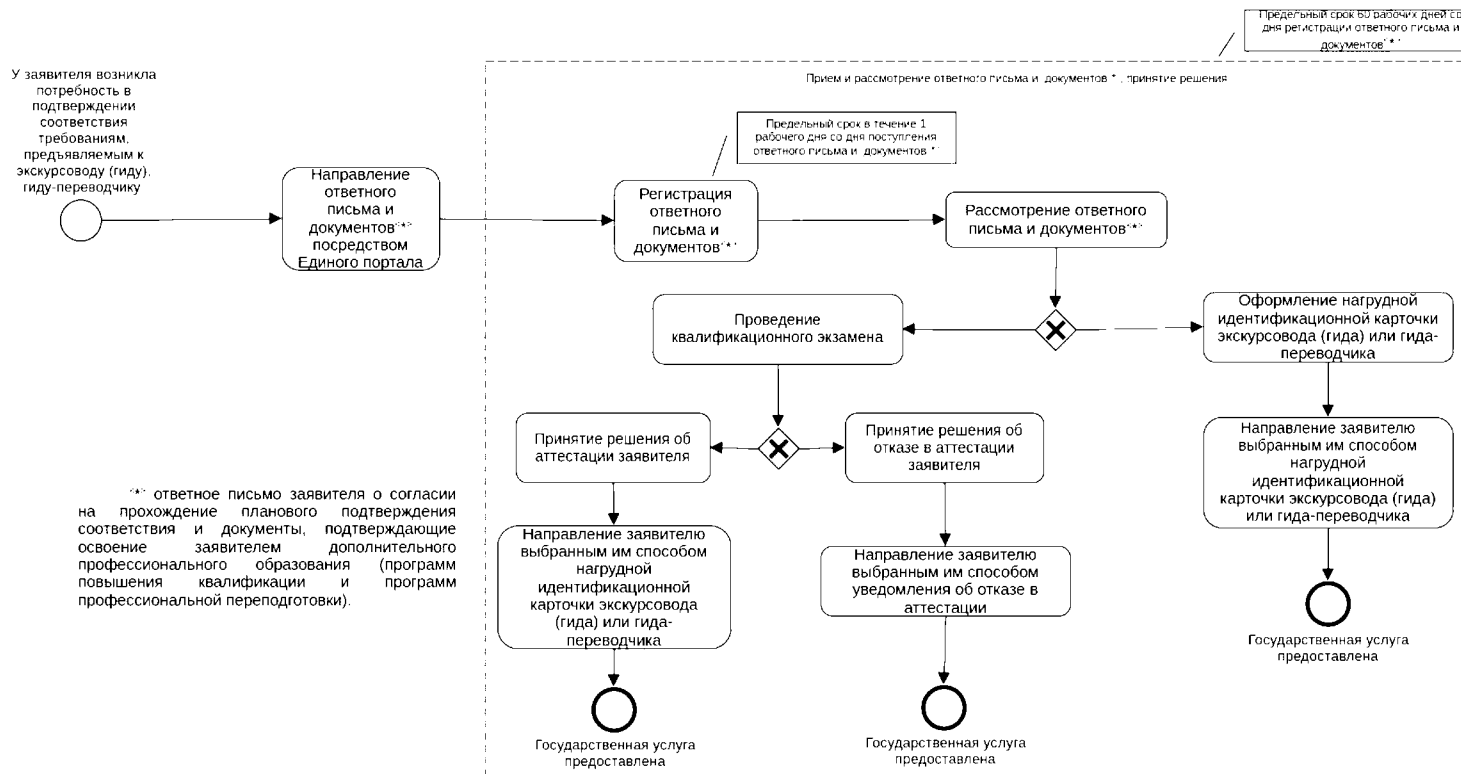 Предельный срок 60 рабочих дней со
дня регистрации ответного письма и
документов<*>
Прием и рассмотрение ответного письма и документов<*>, принятие решения
У заявителя возникла
потребность в
подтверждении
соответствия
требованиям,
предъявляемым к
экскурсоводу (гиду),
гиду-переводчику
Предельный срок в течение 1
рабочего дня со дня поступления
ответного письма и документов<*>
Направление
ответного
письма и
документов<*>
посредством
Единого портала
Регистрация
ответного
письма и
документов<*>
Рассмотрение ответного
письма и документов<*>
Проведение
квалификационного экзамена
Оформление нагрудной
идентификационной карточки
экскурсовода (гида) или гида-
переводчика
Принятие решения об
аттестации заявителя
Принятие решения об
отказе в аттестации
заявителя
Направление заявителю
выбранным им способом
нагрудной
идентификационной
карточки экскурсовода (гида)
или гида-переводчика
<*> ответное письмо заявителя о согласии
на прохождение планового подтверждения
соответствия и документы, подтверждающие
освоение заявителем дополнительного
профессионального образования (программ
повышения квалификации и программ
профессиональной переподготовки).
Направление заявителю
выбранным им способом
нагрудной
идентификационной
карточки экскурсовода
(гида) или гида-
переводчика
Направление заявителю
выбранным им способом
уведомления об отказе в
аттестации
Государственная услуга
предоставлена
Государственная услуга
предоставлена
Государственная услуга
предоставлена